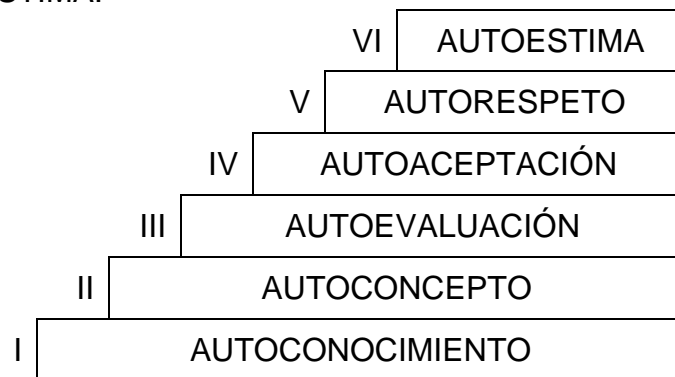 VI AUTOESTIMA
V AUTORESPETO
IV AUTOACEPTACIÓN
III AUTOEVALUACIÓN
II AUTOCONCEPTO
I AUTOCONOCIMIENTO